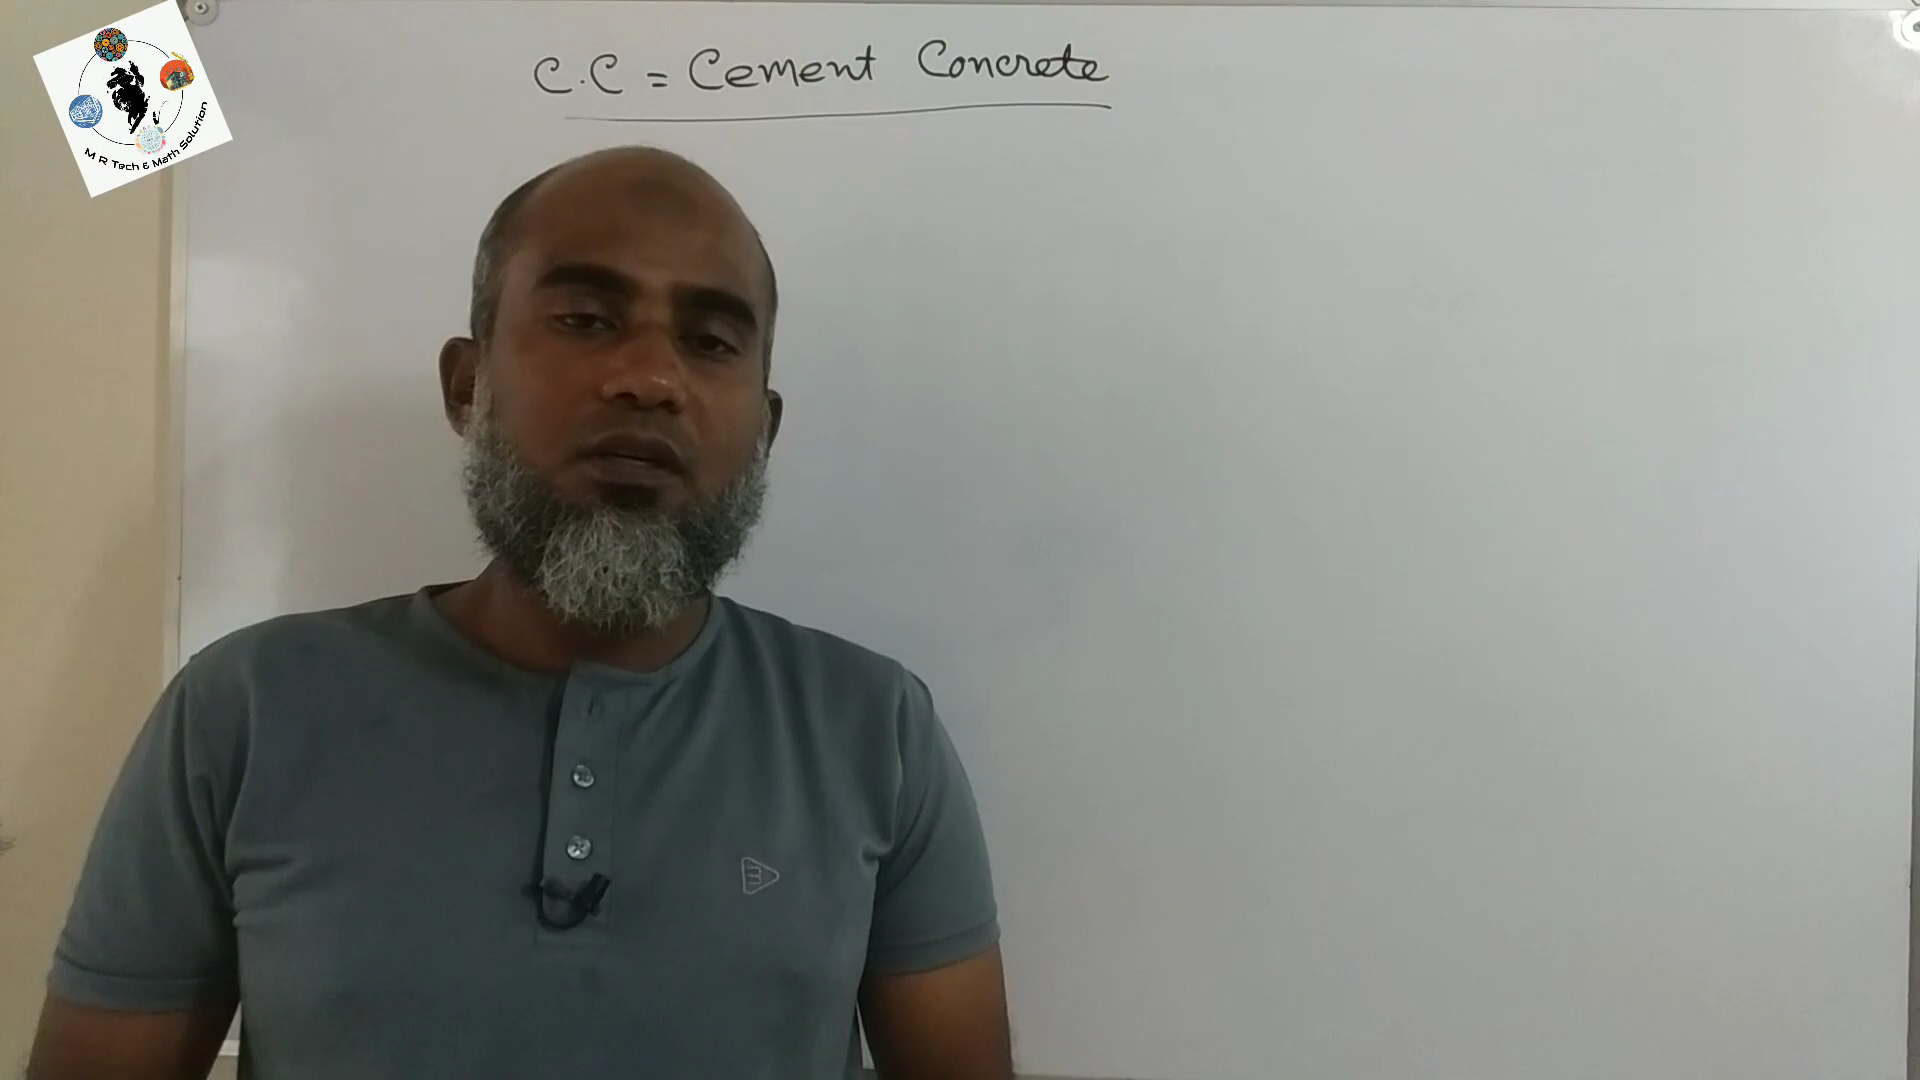 C.C = Cement Concrete
M R Tech & Math Solution